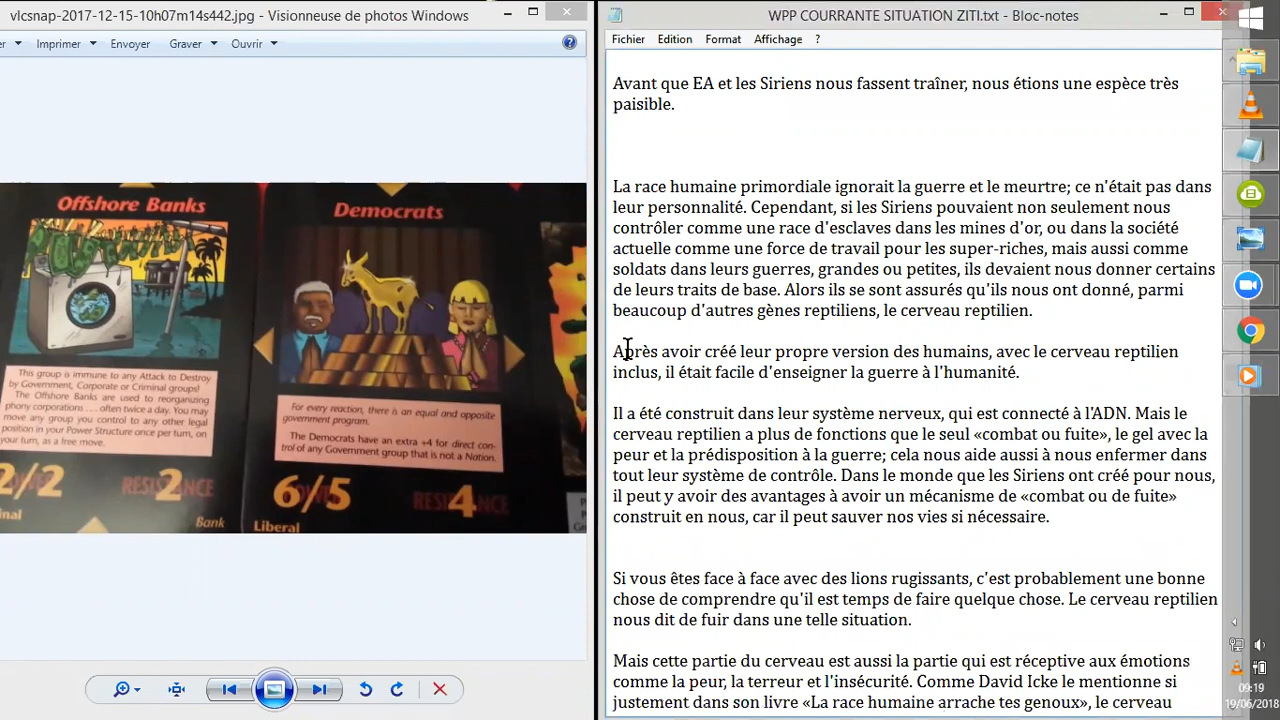 vlcsnap-2017-12-15-10h07m14s442.jpg - Visionneuse de photos Windows
Imprimer
Envoyer
Graver
Ouvrir
Offshore Banks
This group is immune to any Attack to Destroy
by Government, Corporate or Criminal groups!
The Offshore Banks are used to reorganizing
phony corporations . . . often twice a day. You may
move any group you control to any other legal
position in your Power Structure once per turn, on
your turn, as a free move.
2/2
RESISTANCE
2
Bank
Democrats
For every reaction, there is an equal and opposite
government program.
The Democrats have an extra +4 for direct con-
trol of any Government group that is not a Nation.
6/5
RESISTANCE
4
Liberal
WPP COURRANTE SITUATION ZITI.txt - Bloc-notes
Fichier Edition Format Affichage ?
Avant que EA et les Siriens nous fassent traîner, nous étions une espèce très
paisible.
La race humaine primordiale ignorait la guerre et le meurtre; ce n'était pas dans
leur personnalité. Cependant, si les Siriens pouvaient non seulement nous
contrôler comme une race d'esclaves dans les mines d'or, ou dans la société
actuelle comme une force de travail pour les super-riches, mais aussi comme
soldats dans leurs guerres, grandes ou petites, ils devaient nous donner certains
de leurs traits de base. Alors ils se sont assurés qu'ils nous ont donné, parmi
beaucoup d'autres gènes reptiliens, le cerveau reptilien.
Après avoir créé leur propre version des humains, avec le cerveau reptilien
inclus, il était facile d'enseigner la guerre à l'humanité.
Il a été construit dans leur système nerveux, qui est connecté à l'ADN. Mais le
cerveau reptilien a plus de fonctions que le seul «combat ou fuite», le gel avec la
peur et la prédisposition à la guerre; cela nous aide aussi à nous enfermer dans
tout leur système de contrôle. Dans le monde que les Siriens ont créé pour nous,
il peut y avoir des avantages à avoir un mécanisme de «combat ou de fuite»
construit en nous, car il peut sauver nos vies si nécessaire.
Si vous êtes face à face avec des lions rugissants, c'est probablement une bonne
chose de comprendre qu'il est temps de faire quelque chose. Le cerveau reptilien
nous dit de fuir dans une telle situation.
Mais cette partie du cerveau est aussi la partie qui est réceptive aux émotions
comme la peur, la terreur et l'insécurité. Comme David Icke le mentionne si
justement dans son livre «La race humaine arrache tes genoux», le cerveau
09:19
19/06/2018